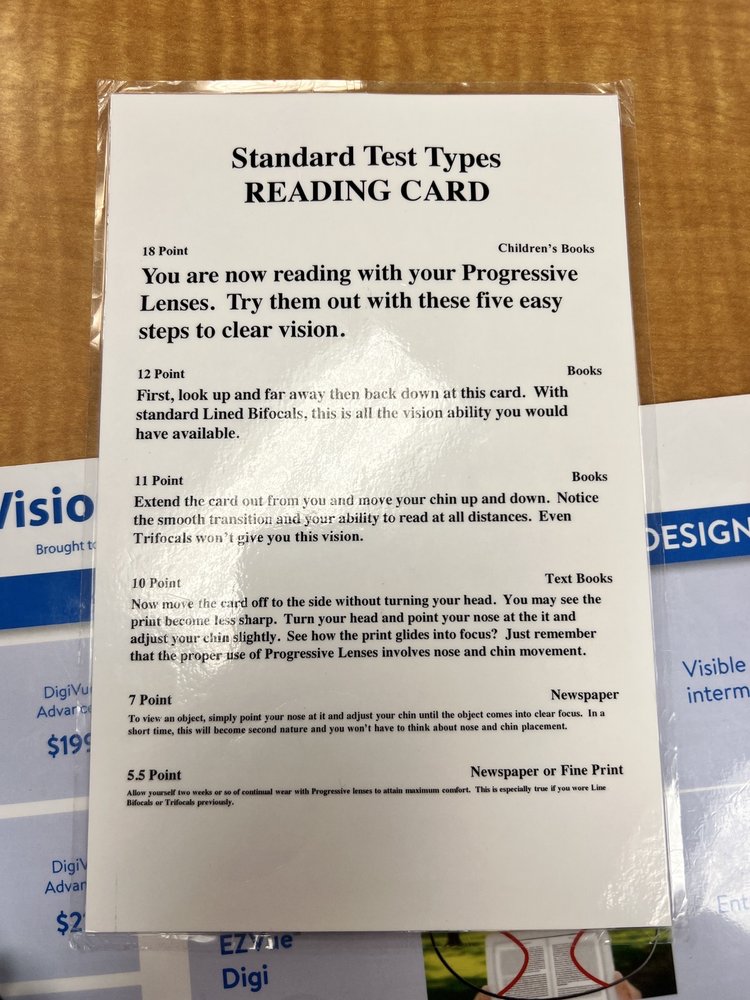 Standard Test Types
READING CARD
18 Point Children's Books
You are now reading with your Progressive
Lenses. Try them out with these five easy
steps to clear vision.
12 Point Books
First, look up and far away then back down at this card. With
standard Lined Bifocals, this is all the vision ability you would
have available.
11 Point Books
Extend the card out from you and move your chin up and down. Notice
the smooth transition and your ability to read at all distances. Even
Trifocals won't give you this vision.
10 Point Text Books
Now move the card off to the side without turning your head. You may see the
print become less sharp. Turn your head and point your nose at the it and
adjust your chin slightly. See how the print glides into focus? Just remember
that the proper use of Progressive Lenses involves nose and chin movement.
7 Point Newspaper
To view an object, simply point your nose at it and adjust your chin until the object comes into clear focus. In a
short time, this will become second nature and you won't have to think about nose and chin placement.
5.5 Point Newspaper or Fine Print
Allow yourself two weeks or so of continual wear with Progressive lenses to attain maximum comfort. This is especially true if you wore Line
Bifocals or Trifocals previously.
Visio
Brought to
DigiVu
Advance
$199
DigiV
Advan
$2
EZVue
Digi
DESIGN
Visible
interm
Ent